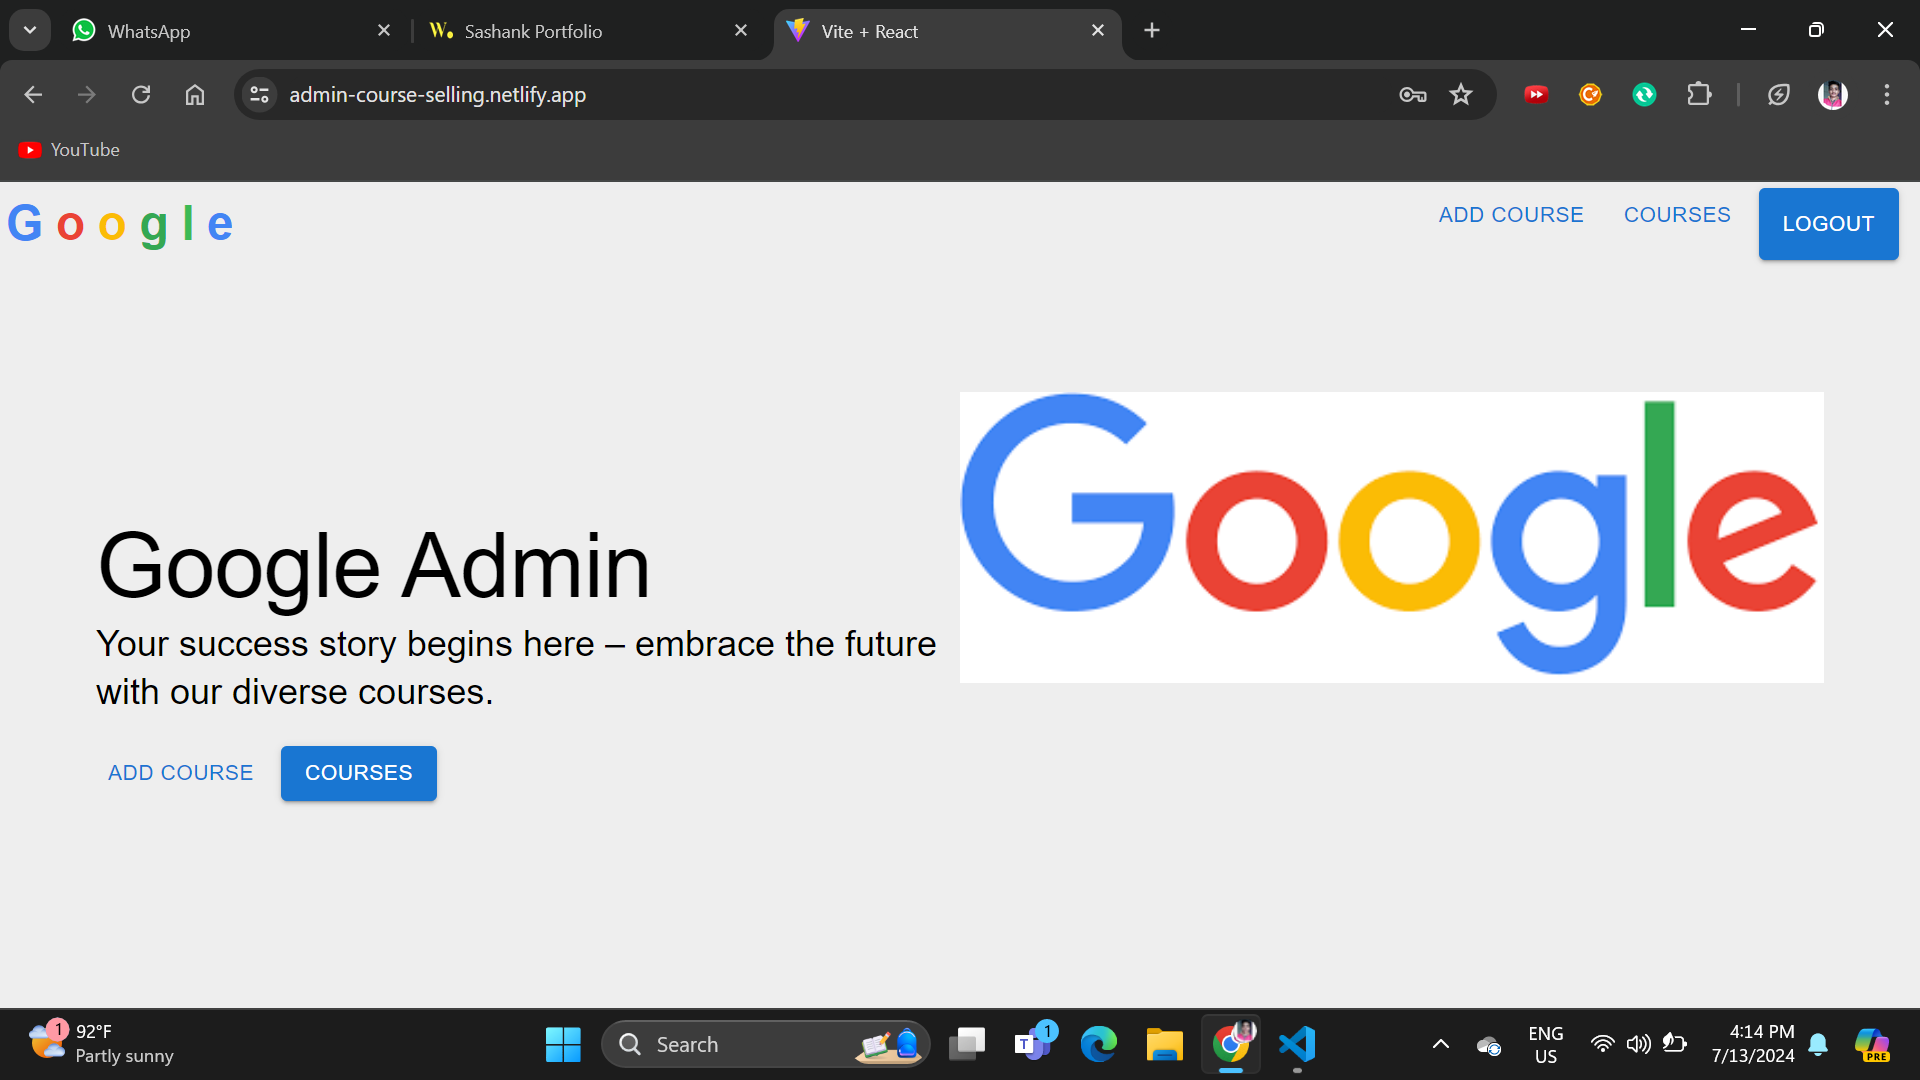 WhatsApp
W. Sashank Portfolio
Vite + React
admin-course-selling.netlify.app
YouTube
G o o g l e
ADD COURSE
COURSES
LOGOUT
Google
Google Admin
Your success story begins here – embrace the future
with our diverse courses.
ADD COURSE
COURSES
1
92°F
Partly sunny
Search
T
1
ENG
US
4:14 PM
7/13/2024
PRE